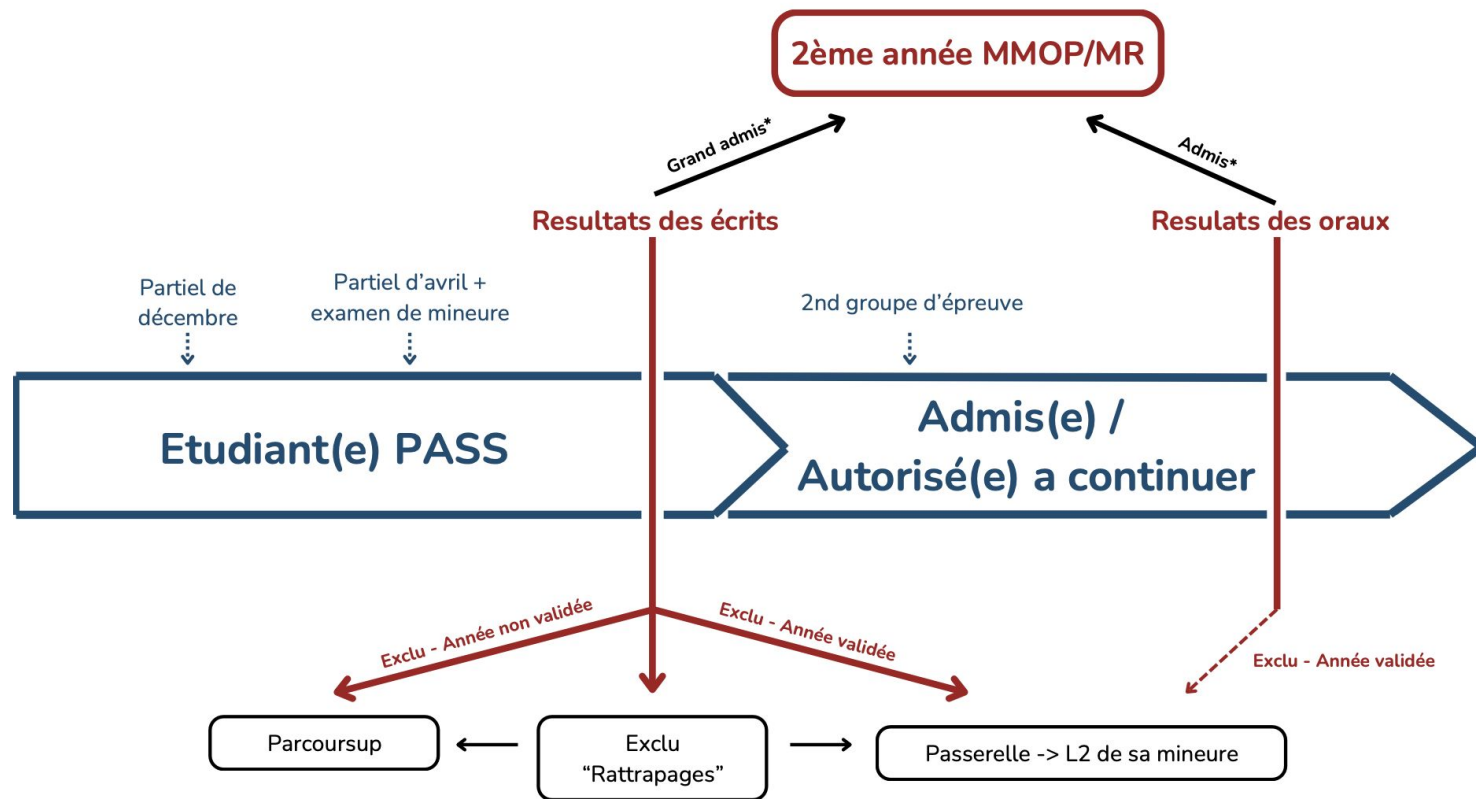 2ème année MMOP/MR
Grand admis*
Admis*
Resultats des écrits
Resulats des oraux
Partiel de
décembre
Partiel d'avril +
examen de mineure
2nd groupe d'épreuve
Etudiant(e) PASS
Admis(e) /
Autorisé(e) a continuer
Exclu - Année non validée
Exclu - Année validée
Exclu - Année validée
Parcoursup
Exclu
“Rattrapages”
Passerelle -> L2 de sa mineure